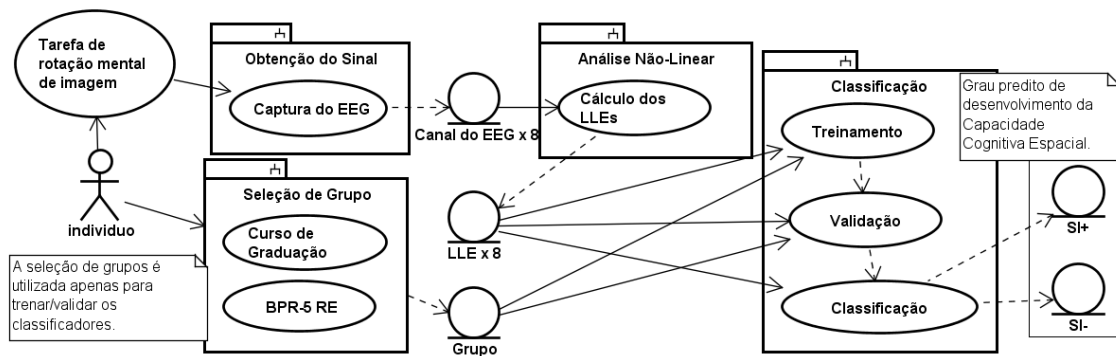 Tarefa de
rotação mental
de imagem
individuo
A seleção de grupos é
utilizada apenas para
trenar/validar os
classificadores.
Obtenção do Sinal
Captura do EEG
Seleção de Grupo
Curso de
Graduação
BPR-5 RE
Canal do EEG x 8
LLE x 8
Grupo
Análise Não-Linear
Cálculo dos
LLEs
Classificação
Treinamento
Validação
Classificação
Grau predito de
desenvolvimento da
Capacidade
Cognitiva Espacial.
SI+
SI-